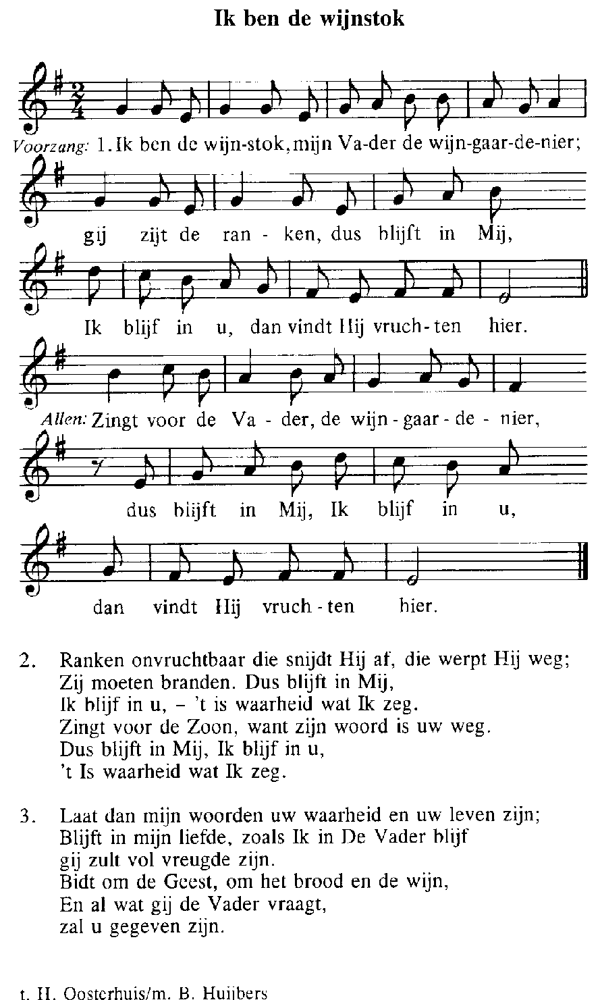 Ik ben de wijnstok
2
4
Voorzang: 1. Ik ben de wijn-stok, mijn Va-der de wijn-gaar-de-nier;
gij zijt de ran - ken, dus blijft in Mij,
Ik blijf in u, dan vindt Hij vruch-ten hier.
Allen: Zingt voor de Va - der, de wijn - gaar - de - nier,
dus blijft in Mij, Ik blijf in u,
dan vindt Hij vruch - ten hier.
2. Ranken onvruchtbaar die snijdt Hij af, die werpt Hij weg;
Zij moeten branden. Dus blijft in Mij,
Ik blijf in u, – 't is waarheid wat Ik zeg.
Zingt voor de Zoon, want zijn woord is uw weg.
Dus blijft in Mij, Ik blijf in u,
't Is waarheid wat Ik zeg.
3. Laat dan mijn woorden uw waarheid en uw leven zijn;
Blijft in mijn liefde, zoals Ik in De Vader blijf
gij zult vol vreugde zijn.
Bidt om de Geest, om het brood en de wijn,
En al wat gij de Vader vraagt,
zal u gegeven zijn.
t. H. Oosterhuis/m. B. Huijbers